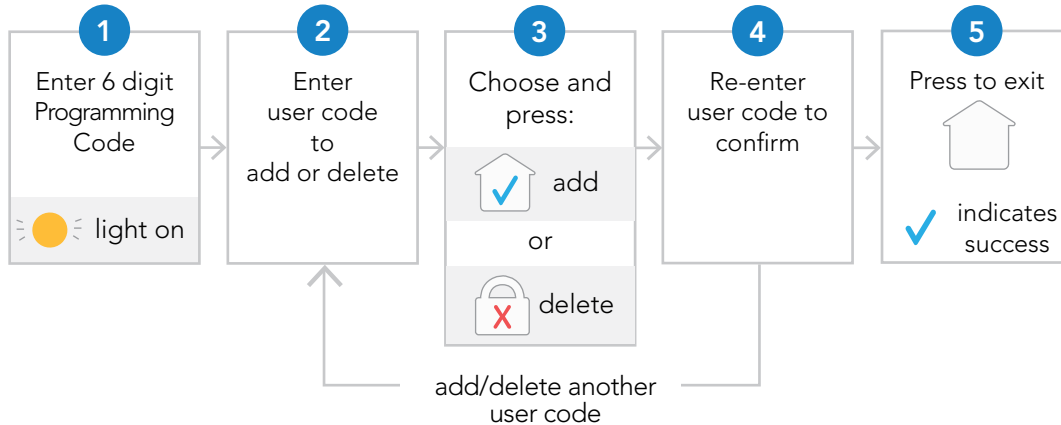 1
Enter 6 digit
Programming
Code
light on
2
Enter
user code
to
add or delete
3
Choose and
press:
add
or
delete
4
Re-enter
user code to
confirm
5
Press to exit
indicates
success
add/delete another
user code